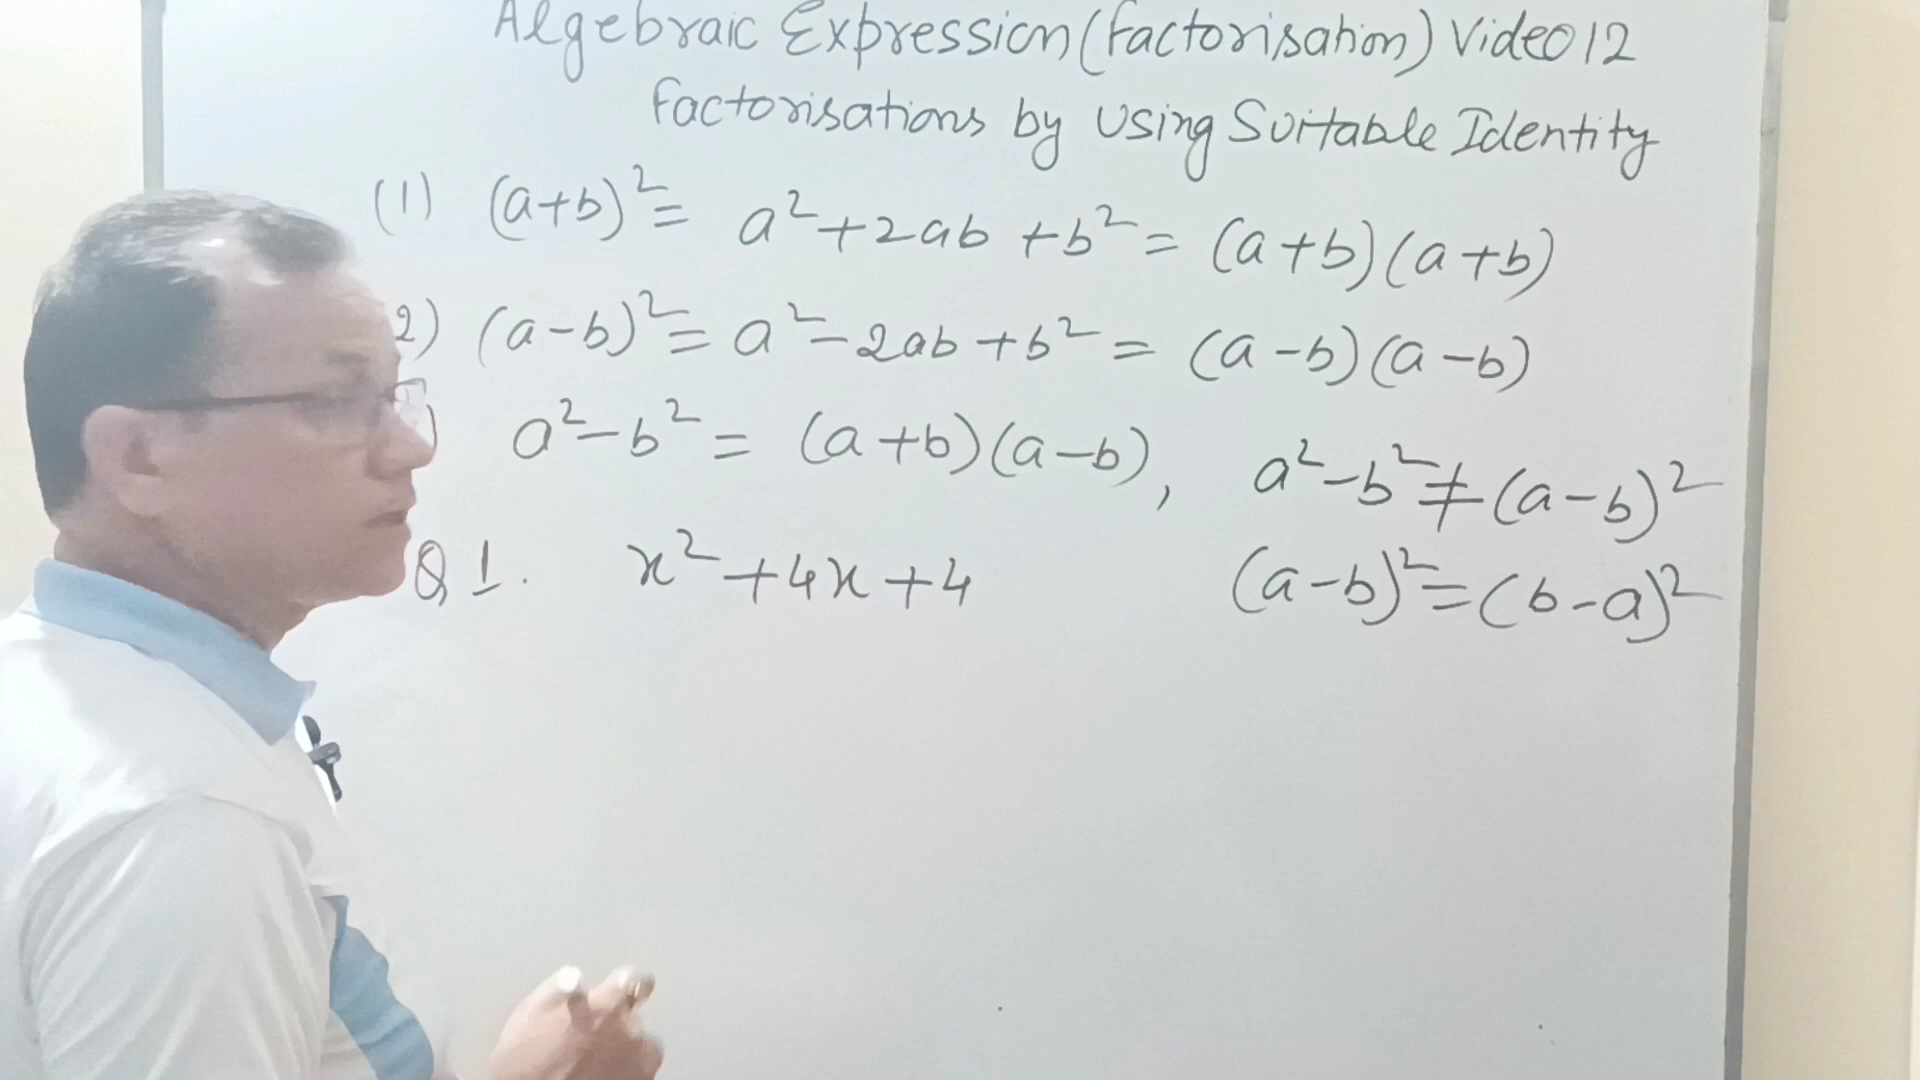 Algebraic Expression (Factorisation) Video 12
Factorisations by Using Suitable Identity
(1) (a+b)² = a² + 2ab + b² = (a+b)(a+b)
2) (a-b)² = a² - 2ab + b² = (a-b)(a-b)
) a² - b² = (a+b)(a-b), a² - b² ≠ (a-b)²
Q 1. x² + 4x + 4 (a-b)² = (b-a)²